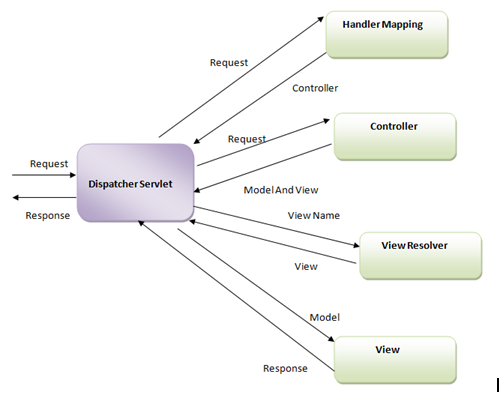 Handler Mapping
Request
Controller
Request
Controller
Request
Dispatcher Servlet
Model And View
Response
View Name
View Resolver
View
Model
View
Response